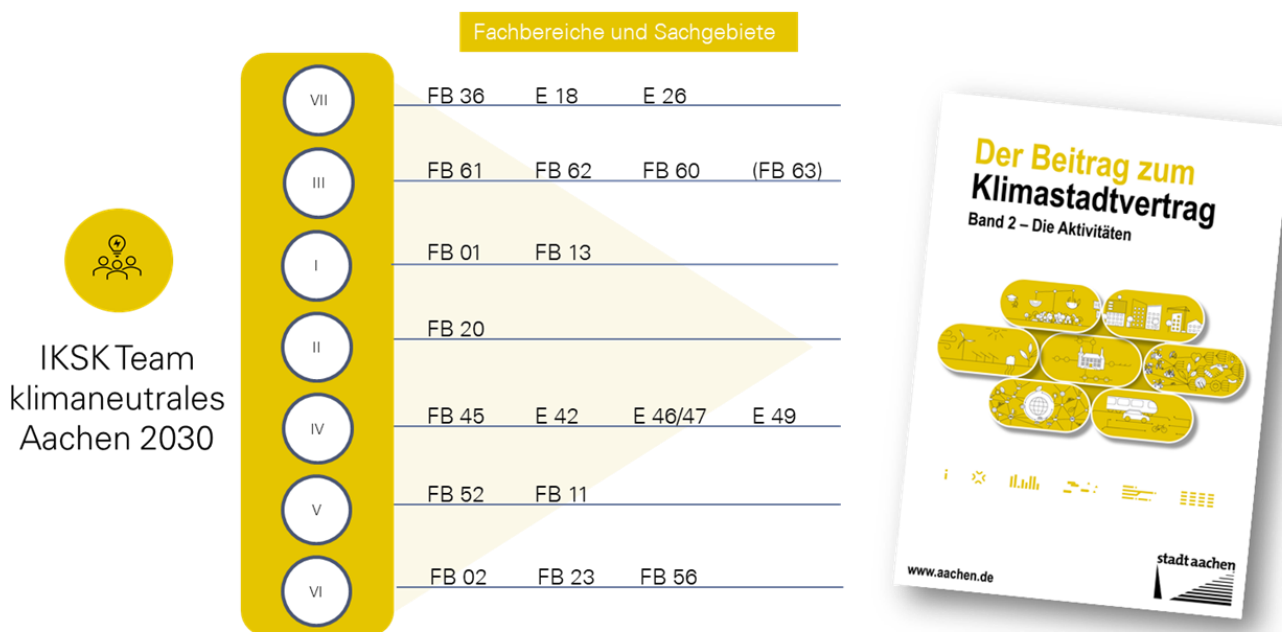 Fachbereiche und Sachgebiete
VII FB 36 E 18 E 26
III FB 61 FB 62 FB 60 (FB 63)
I FB 01 FB 13
II FB 20
IV FB 45 E 42 E 46/47 E 49
V FB 52 FB 11
VI FB 02 FB 23 FB 56
IKSK Team
klimaneutrales
Aachen 2030
Der Beitrag zum
Klimastadtvertrag
Band 2 – Die Aktivitäten
www.aachen.de
stadt aachen